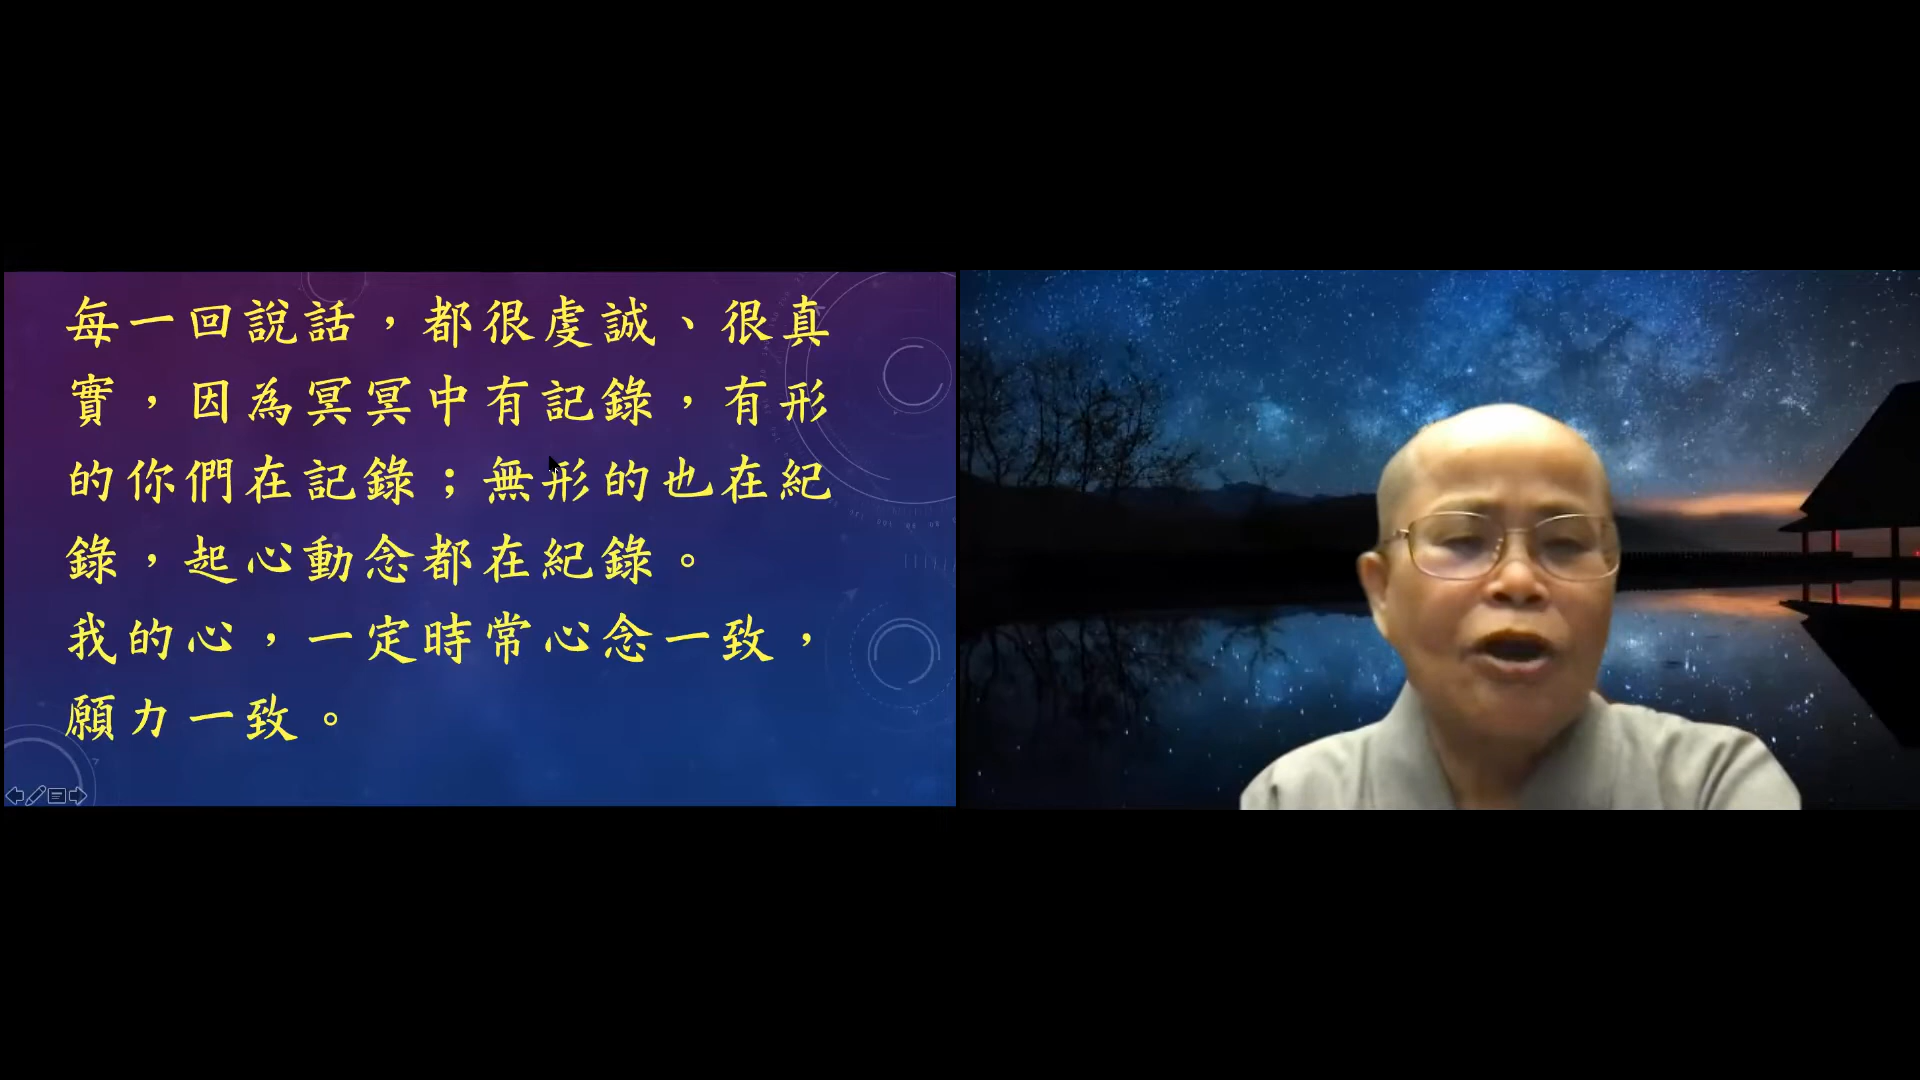 每一回說話，都很虔誠、很真
實，因為冥冥中有記錄，有形
的你們在記錄；無形的也在紀
錄，起心動念都在紀錄。
我的心，一定時常心念一致，
願力一致。